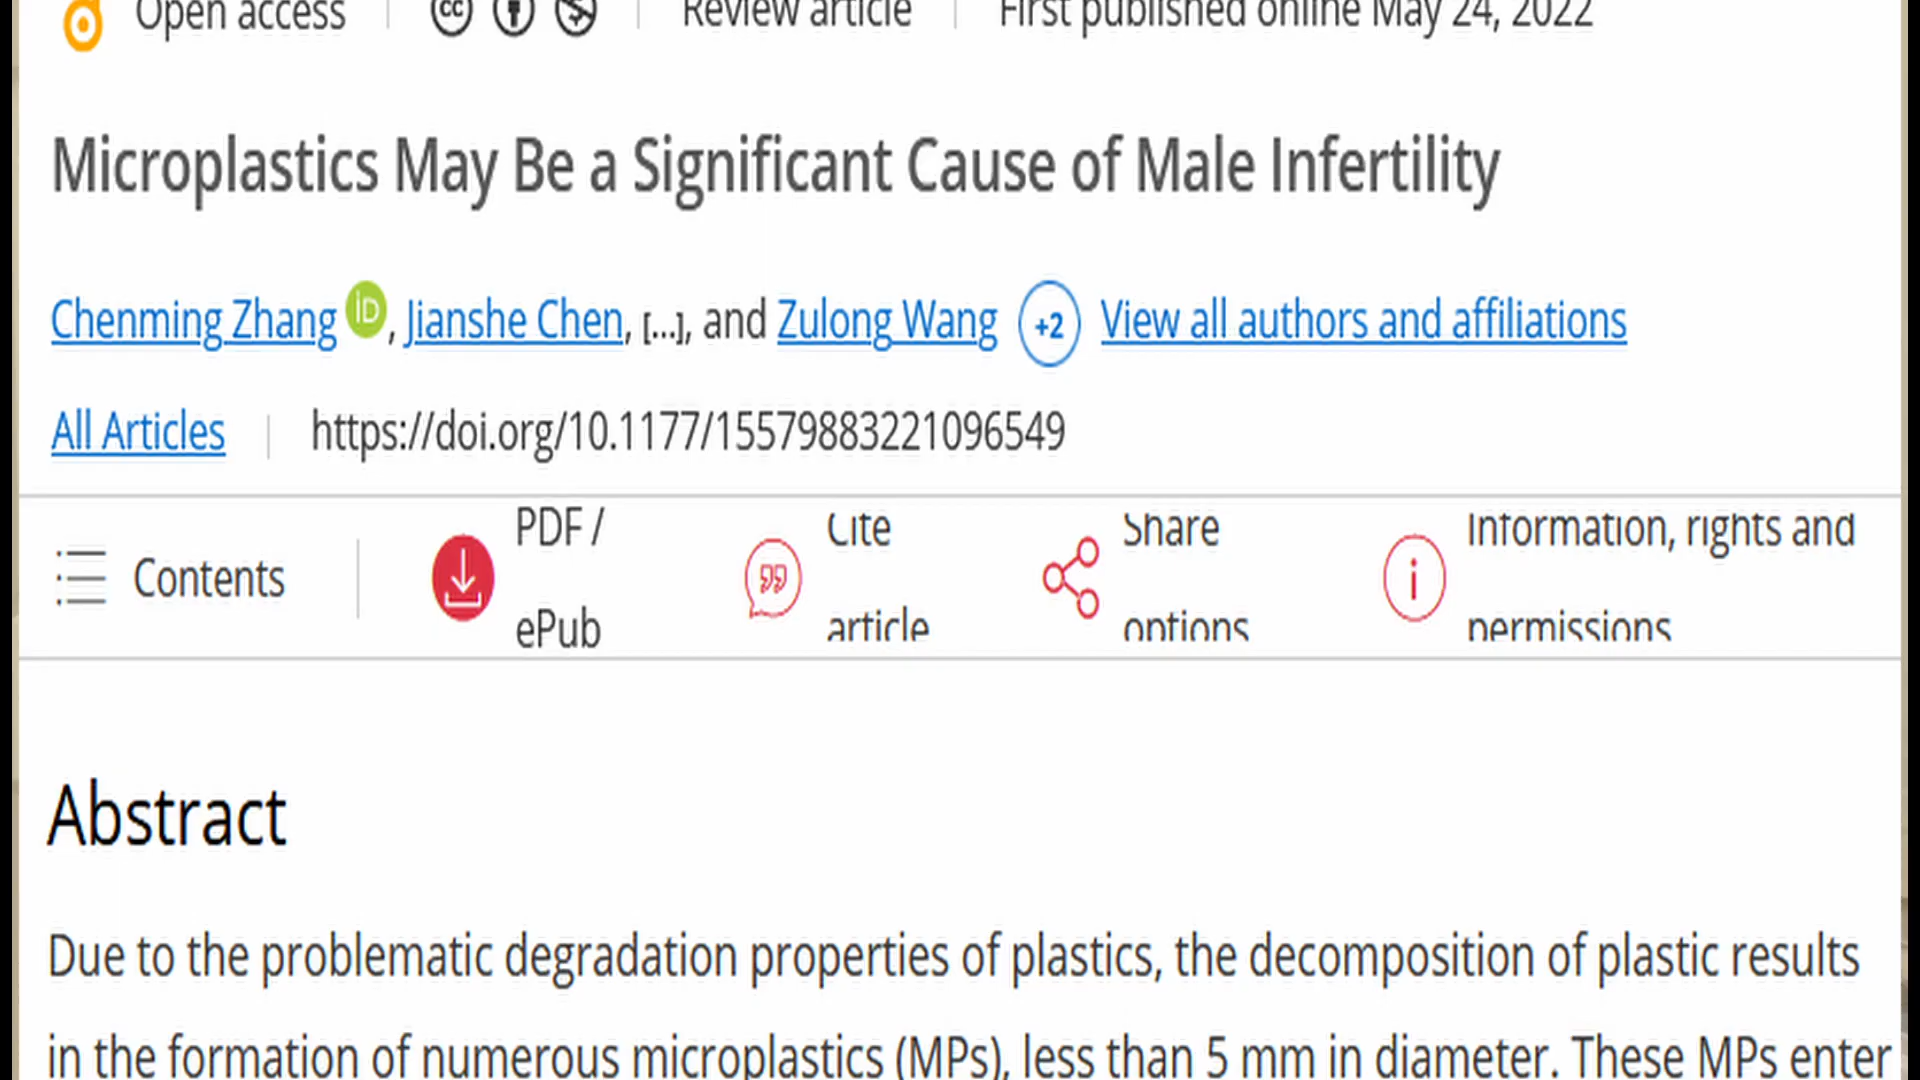 Open access | Review article | First published online May 24, 2022
Microplastics May Be a Significant Cause of Male Infertility
Chenming Zhang iD, Jianshe Chen, [...], and Zulong Wang +2 View all authors and affiliations
All Articles | https://doi.org/10.1177/15579883221096549
Contents | PDF / ePub Cite article Share options Information, rights and permissions
Abstract
Due to the problematic degradation properties of plastics, the decomposition of plastic results
in the formation of numerous microplastics (MPs), less than 5 mm in diameter. These MPs enter